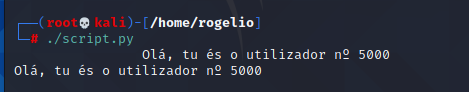 ┌──(root💀kali)-[/home/rogelio]
└─# ./script.py
Olá, tu és o utilizador nº 5000
Olá, tu és o utilizador nº 5000